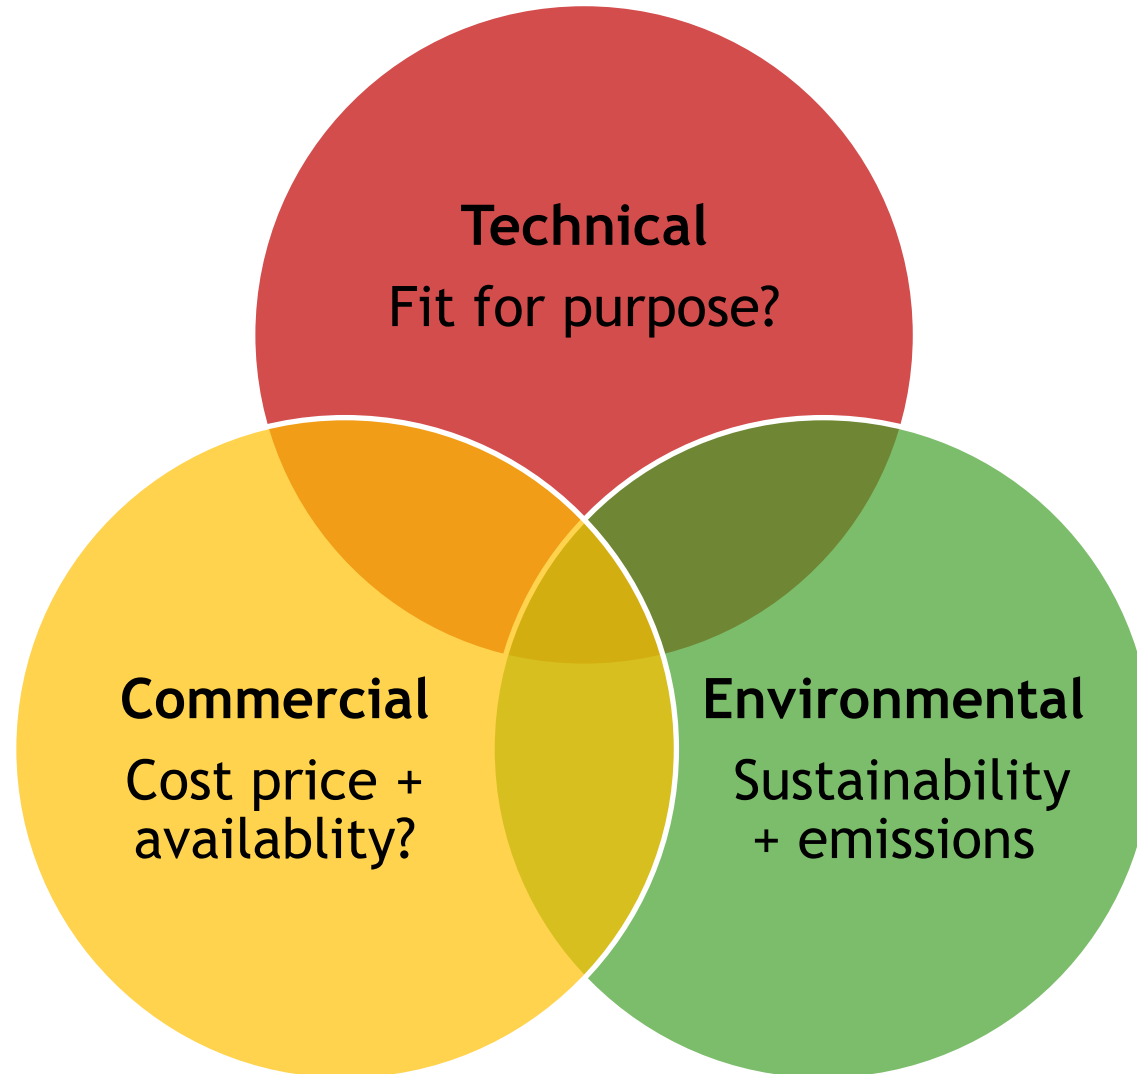 Technical
Fit for purpose?
Commercial
Cost price +
availablity?
Environmental
Sustainability
+ emissions